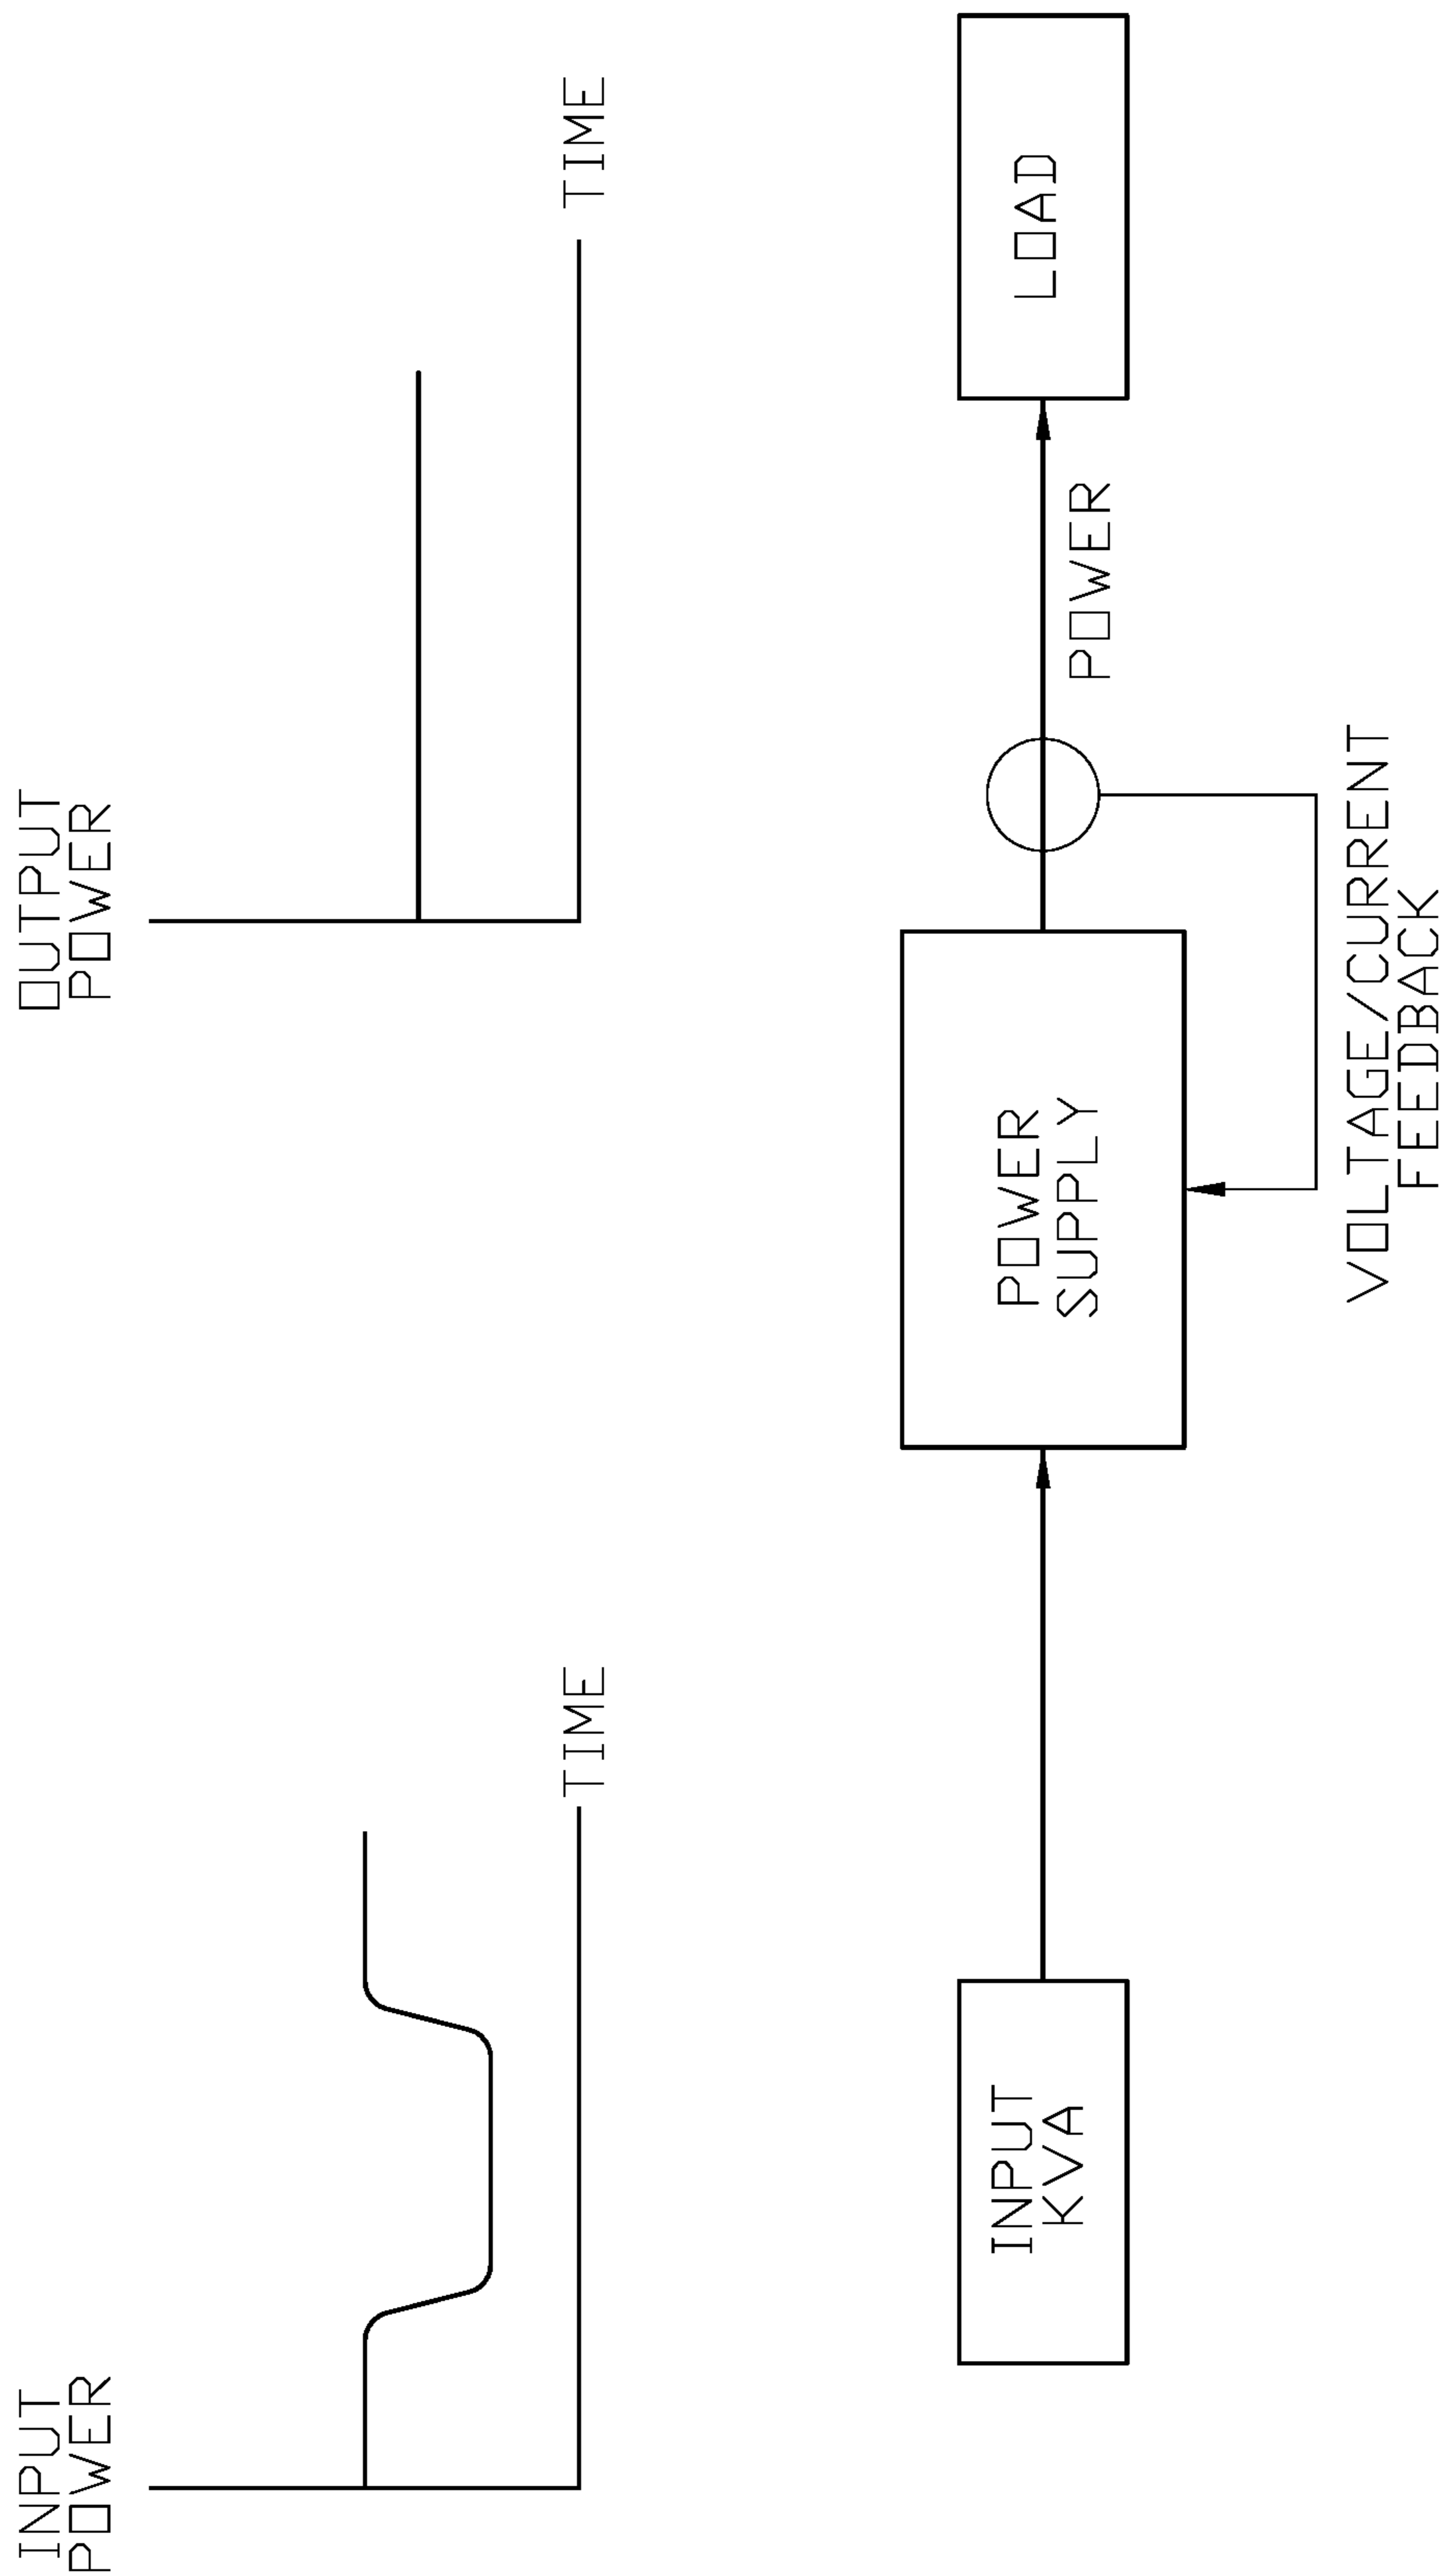 INPUT
POWER
TIME
OUTPUT
POWER
TIME
INPUT
KVA
POWER
SUPPLY
POWER
LOAD
VOLTAGE/CURRENT
FEEDBACK